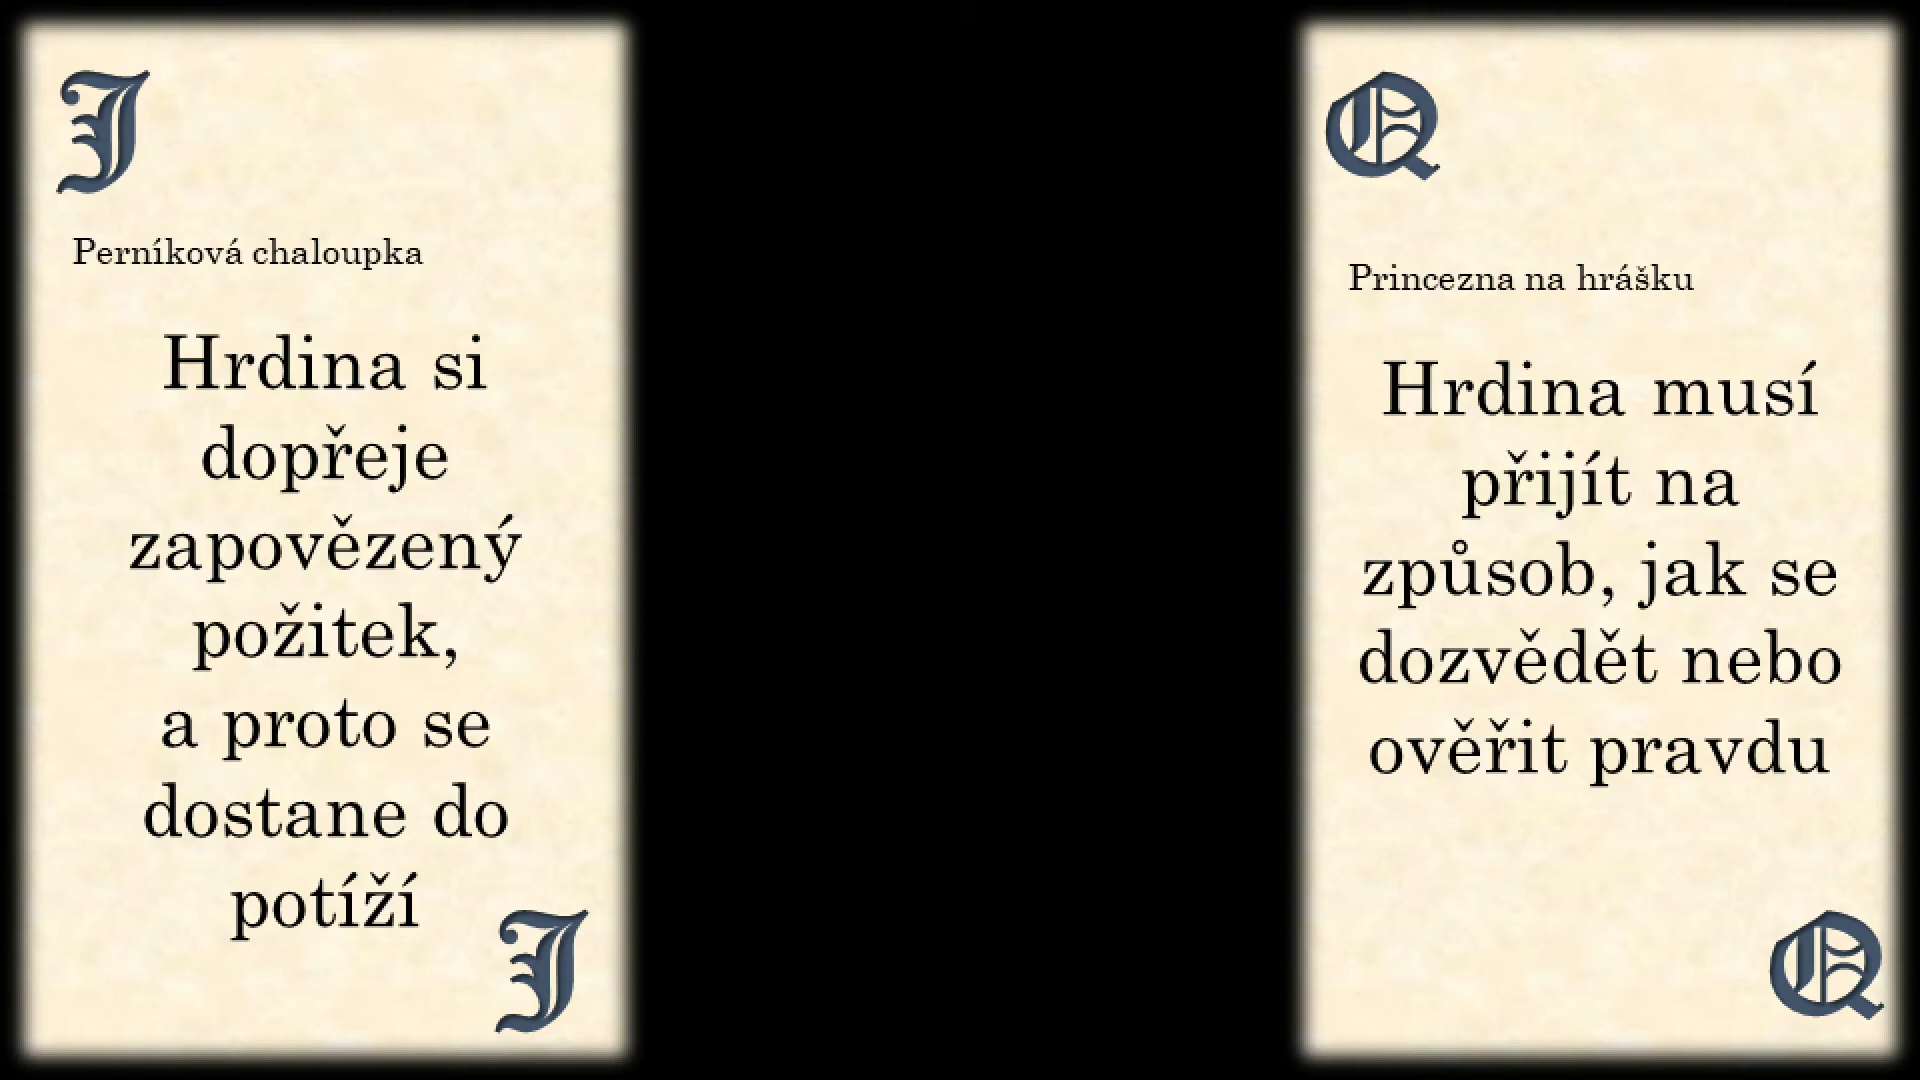 J
Perníková chaloupka
Hrdina si
dopřeje
zapovězený
požitek,
a proto se
dostane do
potíží
J
Q
Princezna na hrášku
Hrdina musí
přijít na
způsob, jak se
dozvědět nebo
ověřit pravdu
Q